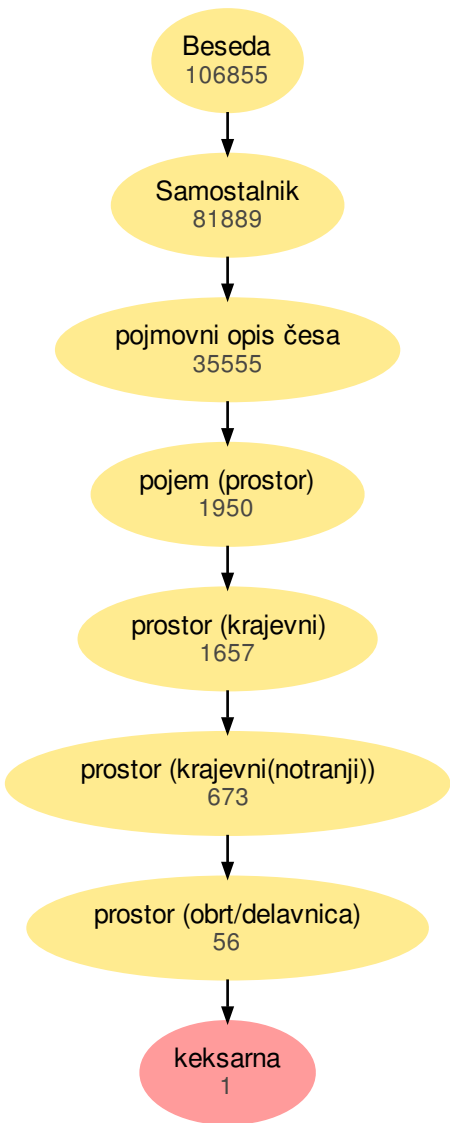 Beseda
106855
Samostalnik
81889
pojmovni opis česa
35555
pojem (prostor)
1950
prostor (krajevni)
1657
prostor (krajevni(notranji))
673
prostor (obrt/delavnica)
56
keksarna
1